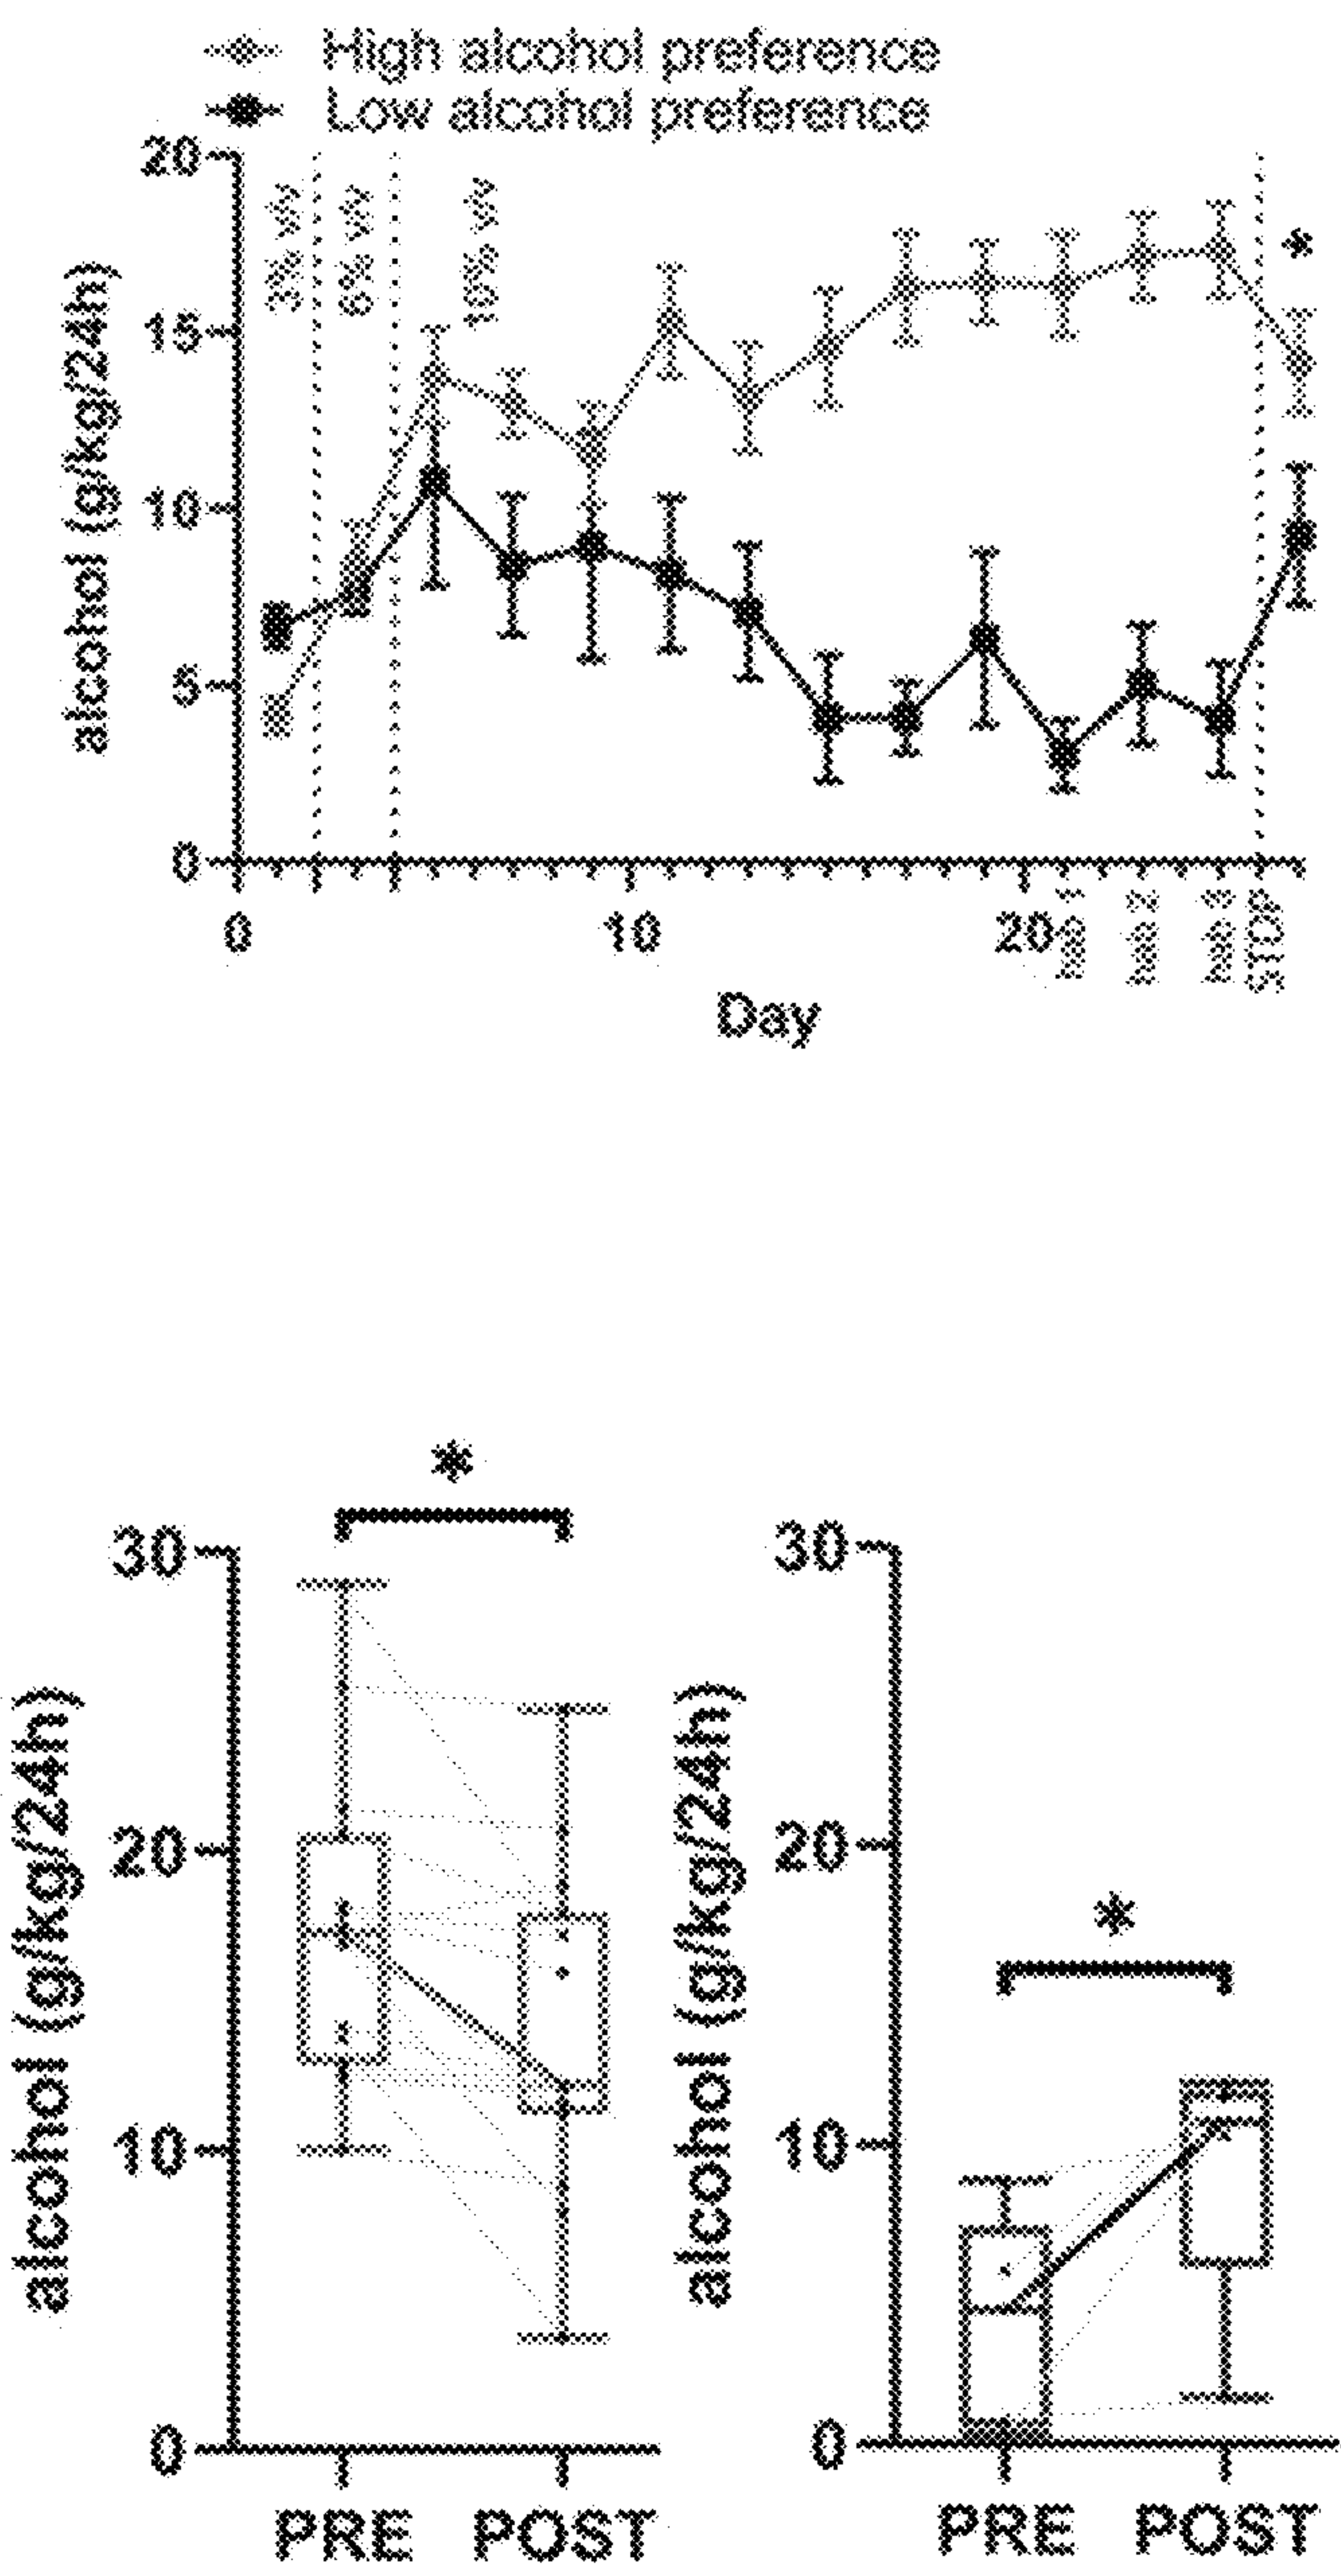 High alcohol preference
Low alcohol preference
alcohol (g/kg/24h)
20
15
10
5
0
3% v/v
6% v/v
10% v/v
*
0
10
20
STDP
Day
*
alcohol (g/kg/24h)
30
20
10
0
PRE POST
*
alcohol (g/kg/24h)
30
20
10
0
PRE POST